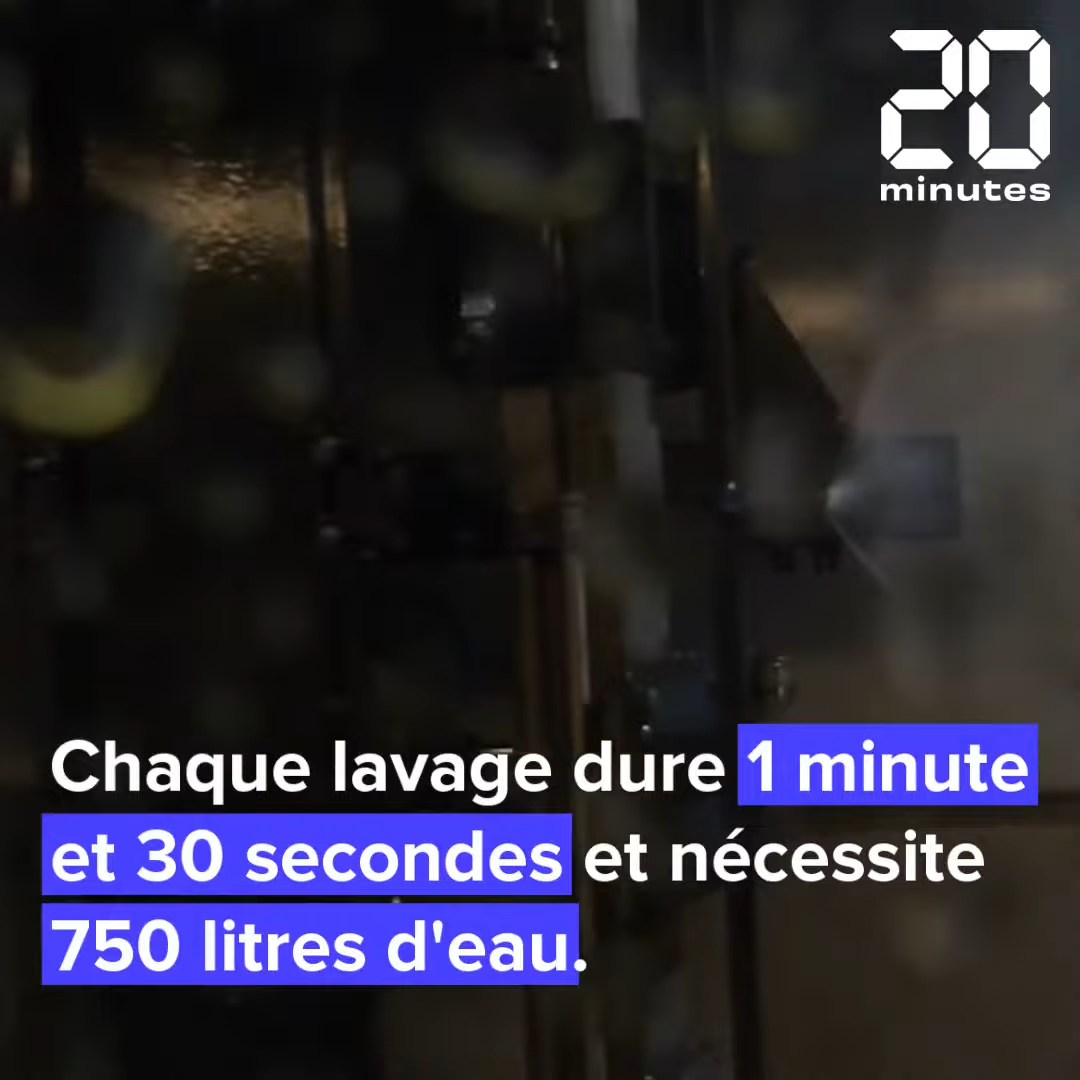 20
minutes
Chaque lavage dure 1 minute
et 30 secondes et nécessite
750 litres d'eau.